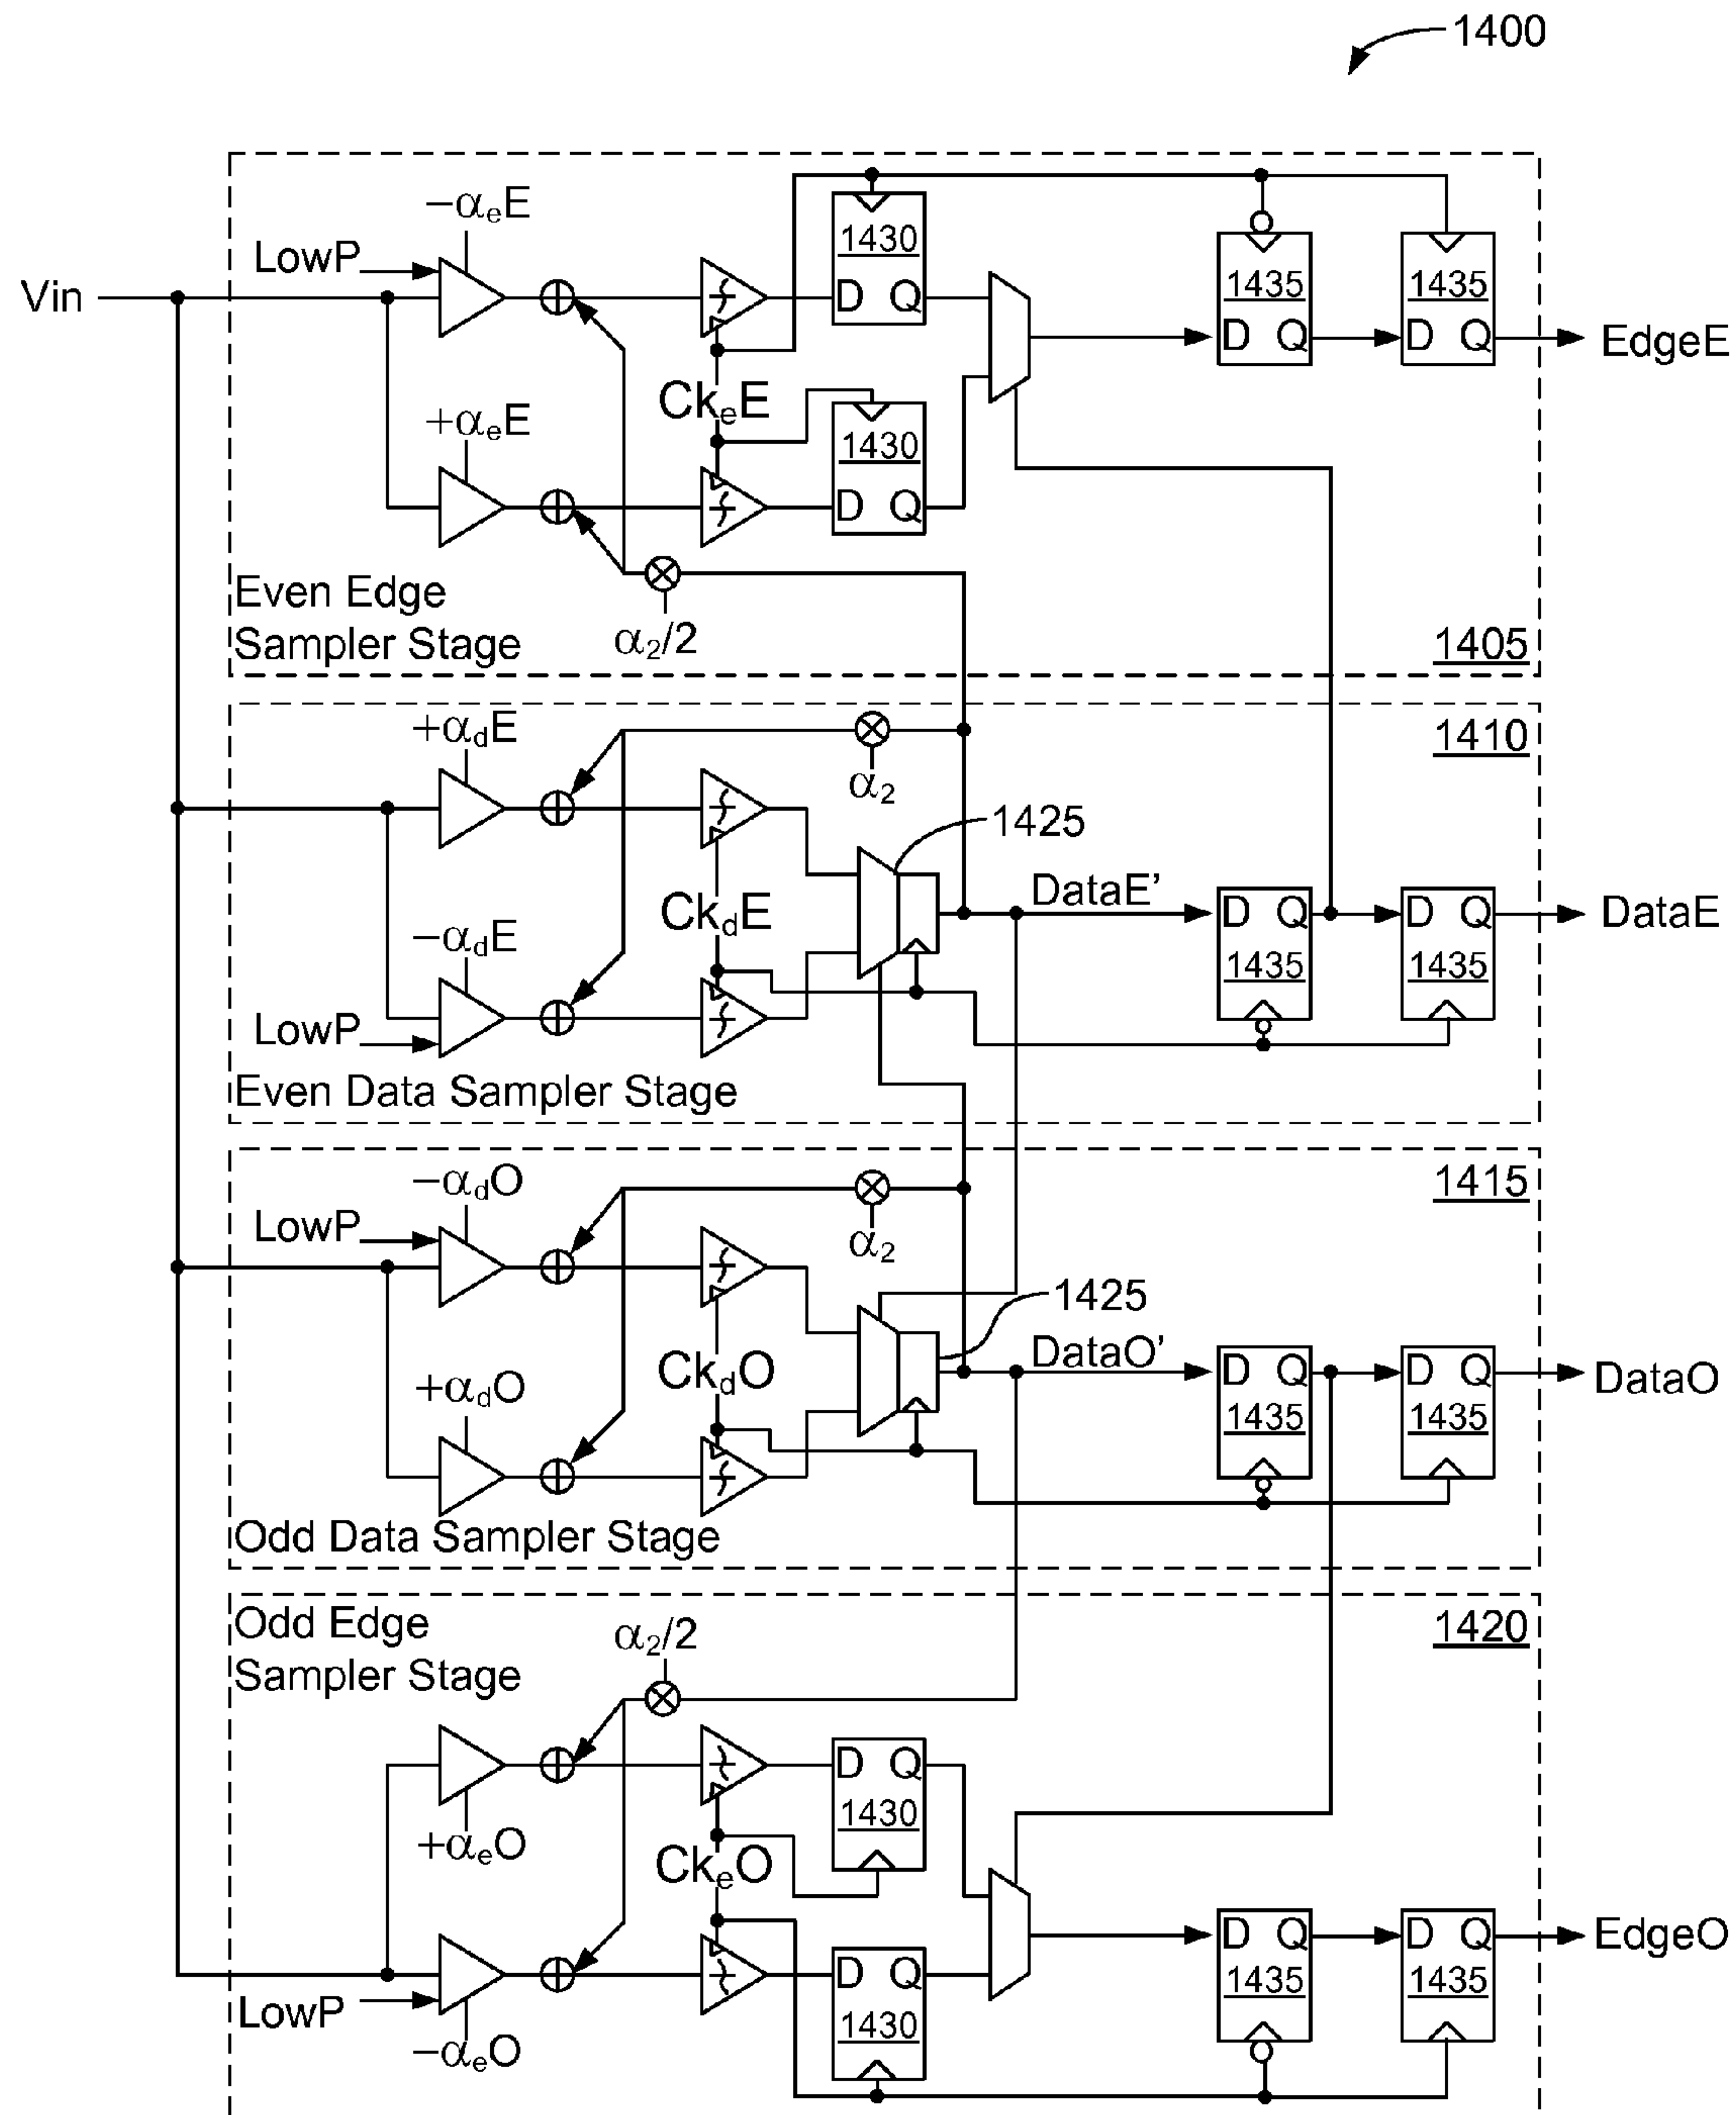 1400
−αeE
LowP
1430
D Q
1435
D Q
1435
D Q
Vin
EdgeE
CkeE
+αeE
1430
D Q
Even Edge
Sampler Stage
α2/2
1405
+αdE
α2
1410
1425
CkdE
DataE’
D Q
1435
D Q
1435
DataE
−αdE
LowP
Even Data Sampler Stage
−αdO
LowP
α2
1415
1425
CkdO
DataO’
D Q
1435
D Q
1435
DataO
+αdO
Odd Data Sampler Stage
Odd Edge
Sampler Stage
α2/2
1420
D Q
1430
+αeO
CkeO
D Q
1435
D Q
1435
EdgeO
LowP
D Q
1430
−αeO